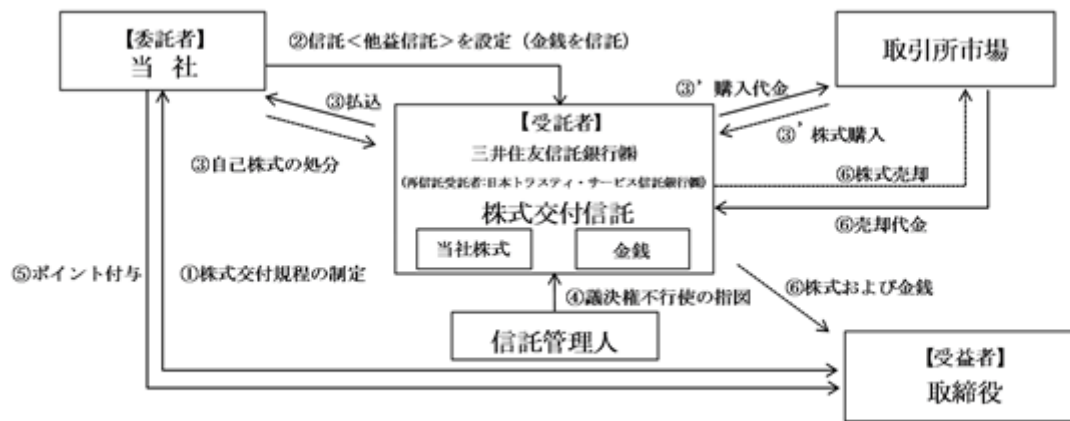 【委託者】
当 社
②信託<他益信託>を設定（金銭を信託）
取引所市場
③払込
③自己株式の処分
③’購入代金
③’株式購入
【受託者】
三井住友信託銀行㈱
（再信託受託者:日本トラスティ・サービス信託銀行㈱）
株式交付信託
当社株式
金銭
⑥株式売却
⑥売却代金
⑤ポイント付与
①株式交付規程の制定
④議決権不行使の指図
⑥株式および金銭
信託管理人
【受益者】
取締役